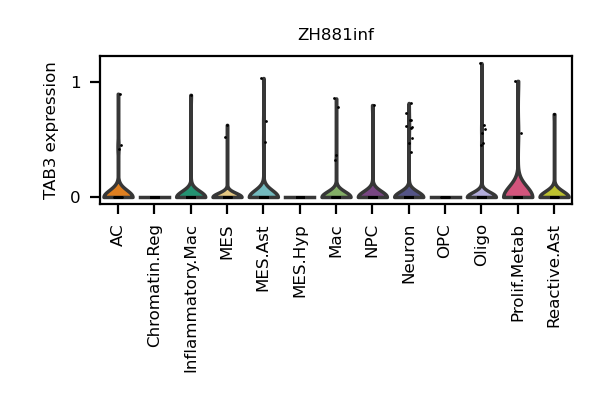 ZH881inf
TAB3 expression
1
0
AC
Chromatin.Reg
Inflammatory.Mac
MES
MES.Ast
MES.Hyp
Mac
NPC
Neuron
OPC
Oligo
Prolif.Metab
Reactive.Ast